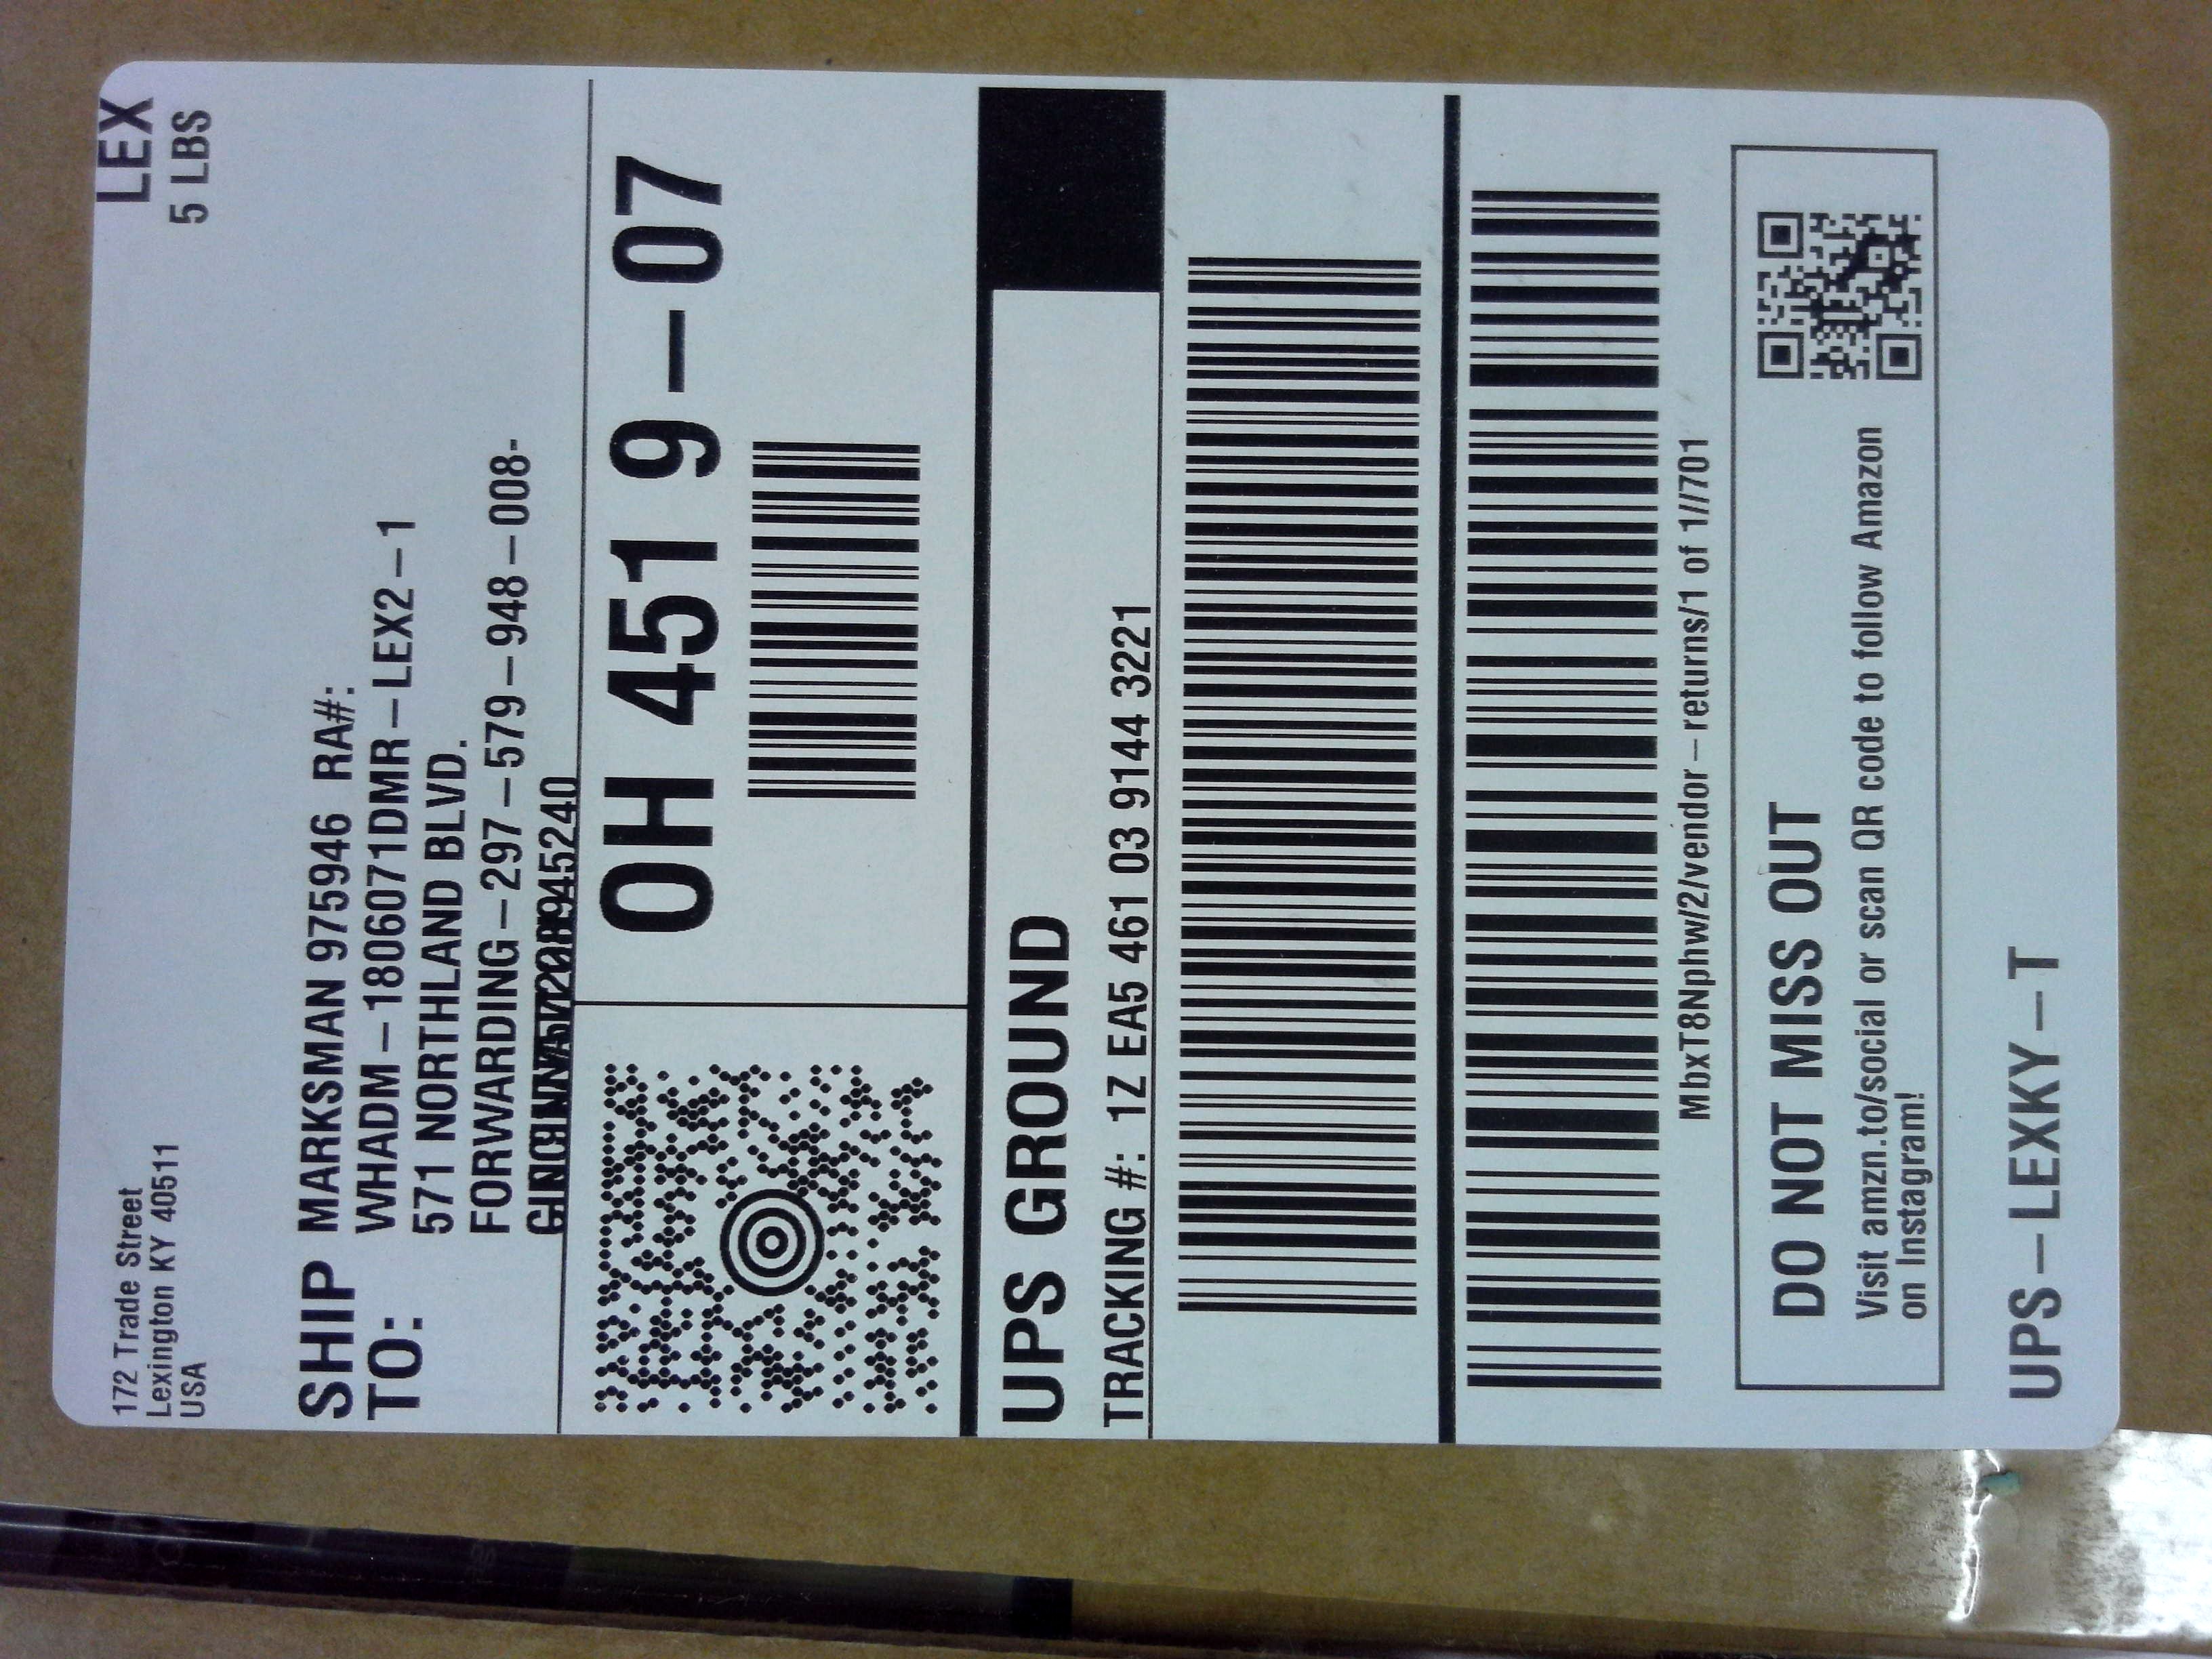 LEX
5 LBS
172 Trade Street
Lexington KY 40511
USA
SHIP TO:
MARKSMAN 975946 RA#:
WHADM-1806071DMR-LEX2-1
571 NORTHLAND BLVD.
FORWARDING-297-579-948-008-
OH 451 9-07
UPS GROUND
TRACKING #: 1Z EA5 461 03 9144 3221
MbxT8Nphw/2/vendor-returns/1 of 1//701
DO NOT MISS OUT
Visit amzn.to/social or scan QR code to follow Amazon
on Instagram!
UPS-LEXKY-T